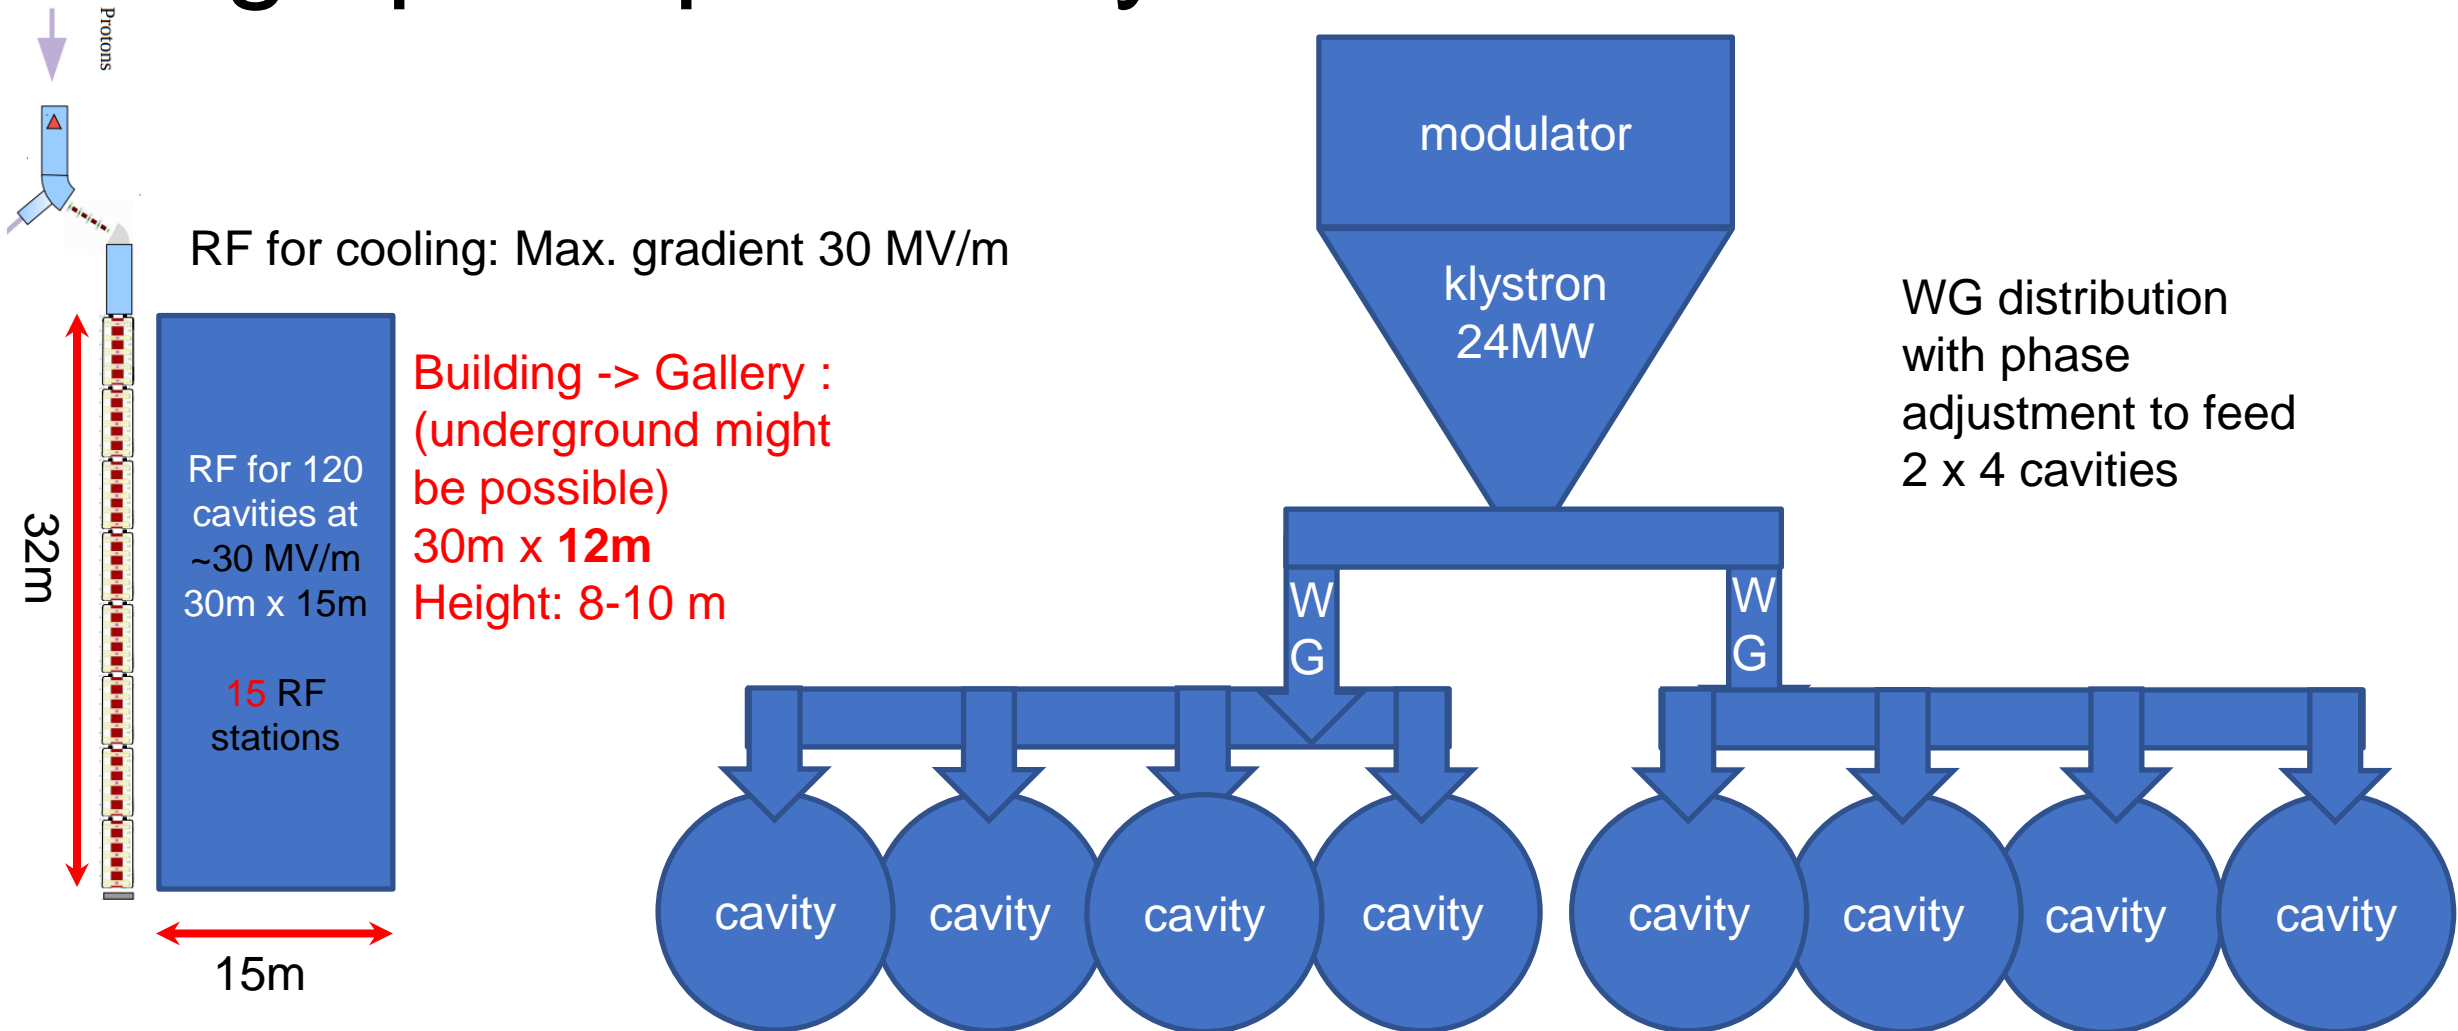 Protons
RF for cooling: Max. gradient 30 MV/m
32m
RF for 120
cavities at
~30 MV/m
30m x 15m
15 RF
stations
15m
Building -> Gallery :
(underground might
be possible)
30m x 12m
Height: 8-10 m
modulator
klystron
24MW
WG distribution
with phase
adjustment to feed
2 x 4 cavities
W
G
W
G
cavity
cavity
cavity
cavity
cavity
cavity
cavity
cavity